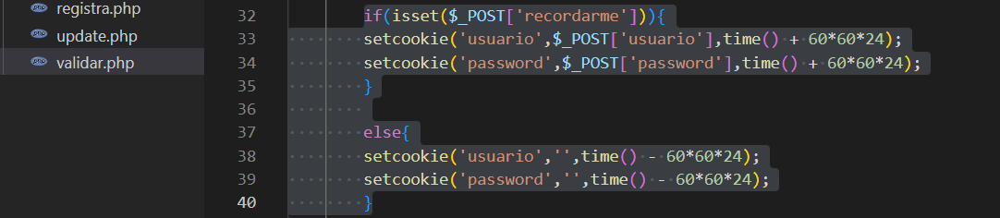 registra.php
update.php
validar.php
32 if(isset($_POST['recordarme'])){
33 setcookie('usuario',$_POST['usuario'],time() + 60*60*24);
34 setcookie('password',$_POST['password'],time() + 60*60*24);
35 }
36
37 else{
38 setcookie('usuario','',time() - 60*60*24);
39 setcookie('password','',time() - 60*60*24);
40 }